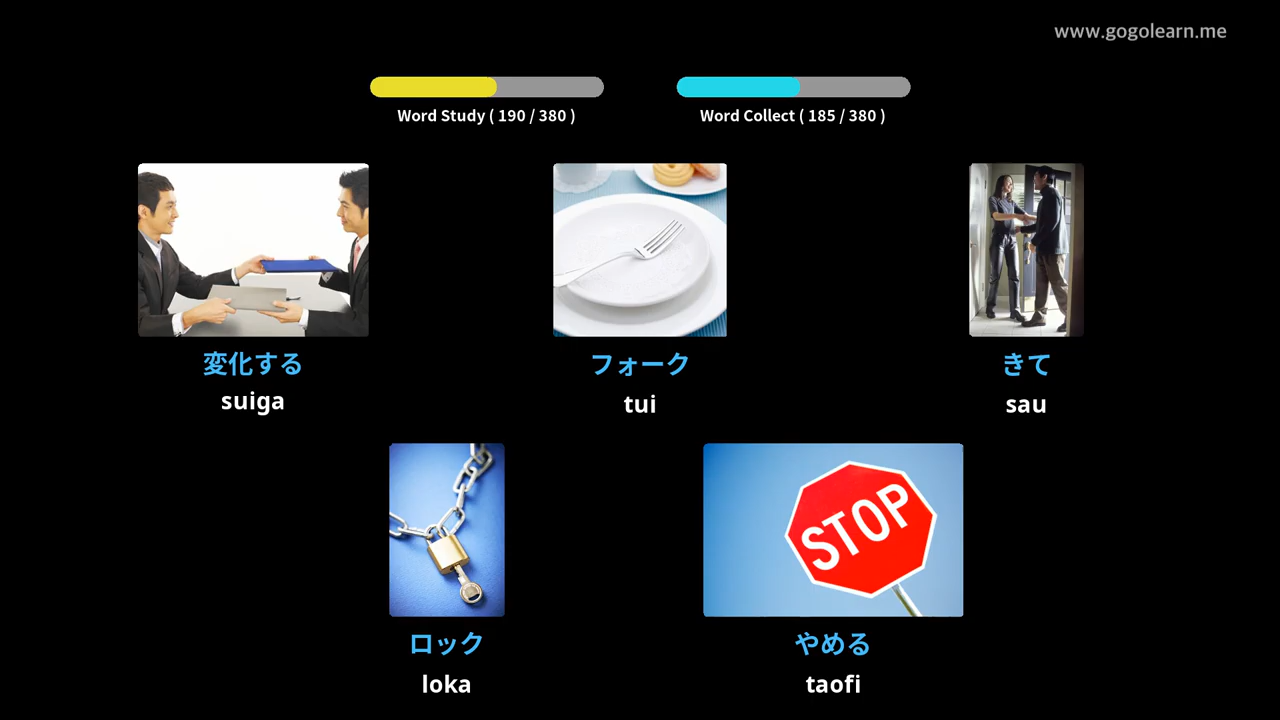 www.gogolearn.me
Word Study ( 190 / 380 )
Word Collect ( 185 / 380 )
変化する
suiga
フォーク
tui
きて
sau
STOP
ロック
loka
やめる
taofi